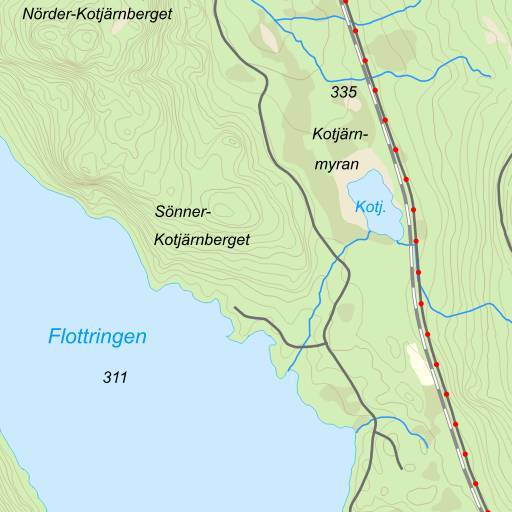 Nörder-Kotjärnberget
335
Kotjärn-
myran
Kotj.
Sönner-
Kotjärnberget
Flottringen
311